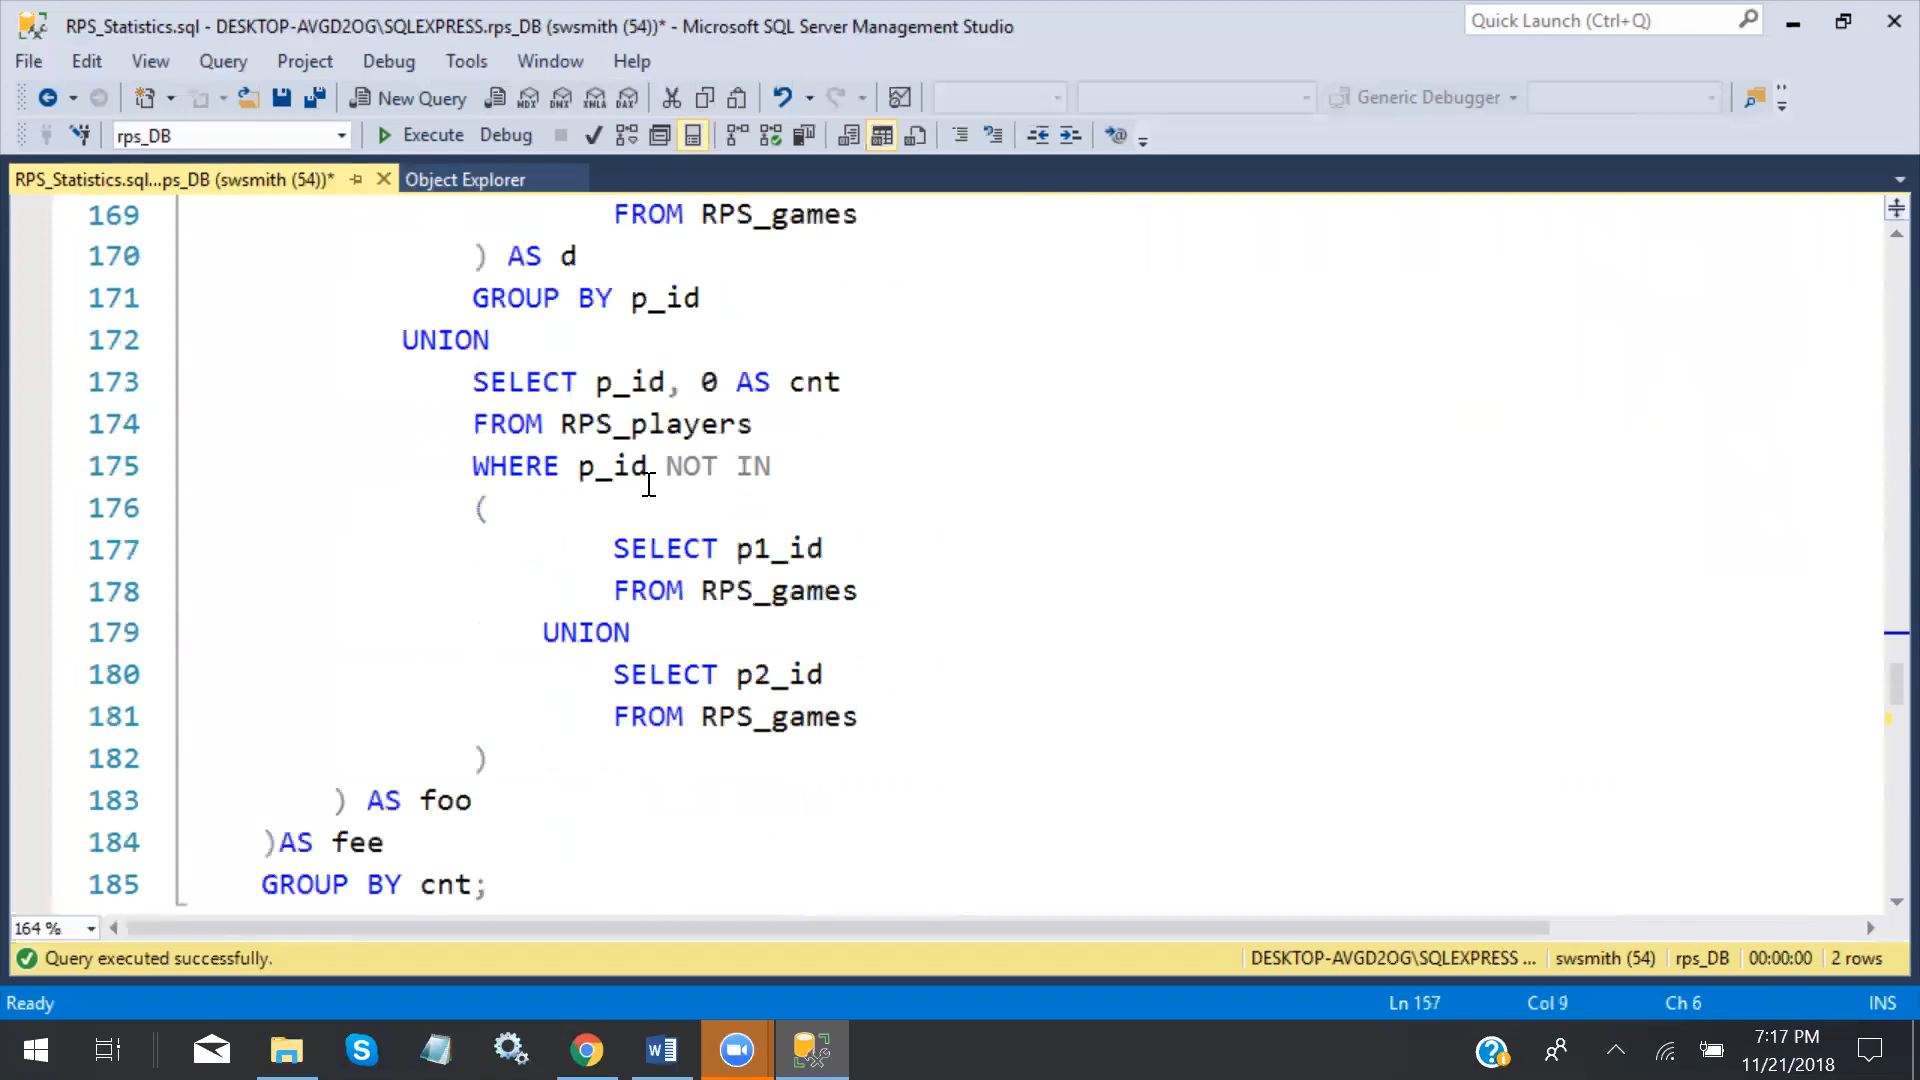 RPS_Statistics.sql - DESKTOP-AVGD2OG\SQLEXPRESS.rps_DB (swsmith (54))* - Microsoft SQL Server Management Studio
Quick Launch (Ctrl+Q)
File Edit View Query Project Debug Tools Window Help
New Query MDX DMX XMLA DAX Generic Debugger
rps_DB Execute Debug
RPS_Statistics.sql...ps_DB (swsmith (54))* Object Explorer
169 FROM RPS_games
170 ) AS d
171 GROUP BY p_id
172 UNION
173 SELECT p_id, 0 AS cnt
174 FROM RPS_players
175 WHERE p_id NOT IN
176 (
177 SELECT p1_id
178 FROM RPS_games
179 UNION
180 SELECT p2_id
181 FROM RPS_games
182 )
183 ) AS foo
184 )AS fee
185 GROUP BY cnt;
164 %
Query executed successfully. DESKTOP-AVGD2OG\SQLEXPRESS ... swsmith (54) rps_DB 00:00:00 2 rows
Ready Ln 157 Col 9 Ch 6 INS
7:17 PM
11/21/2018